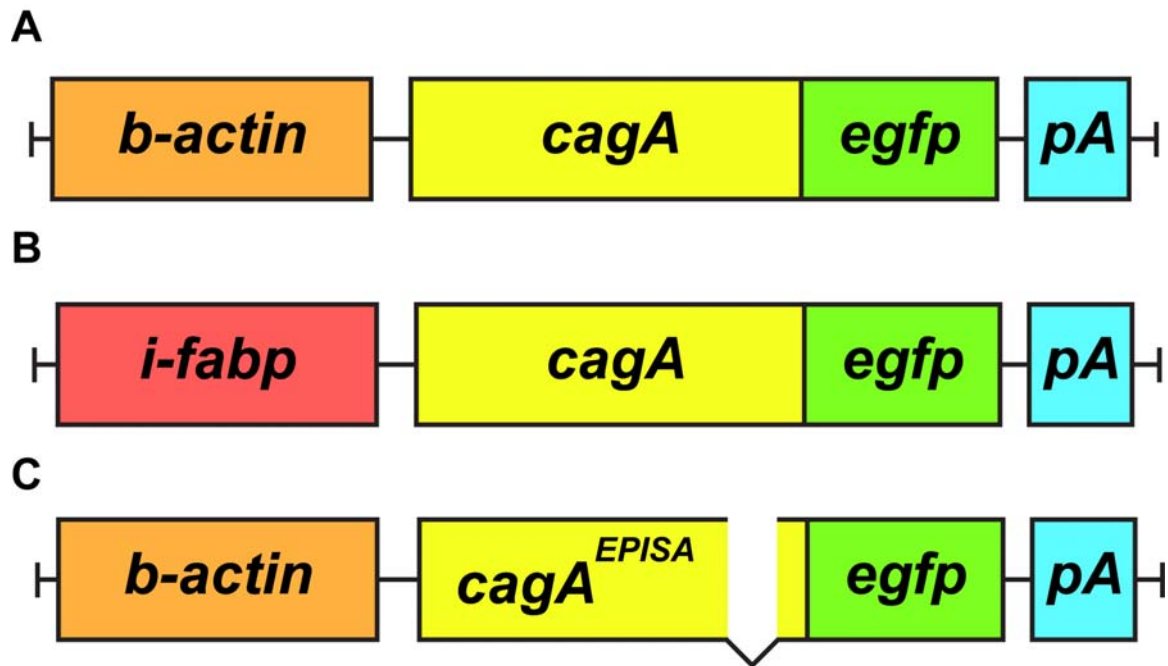 A
b-actin cagA egfp pA
B
i-fabp cagA egfp pA
C
b-actin cagA^EPISA egfp pA